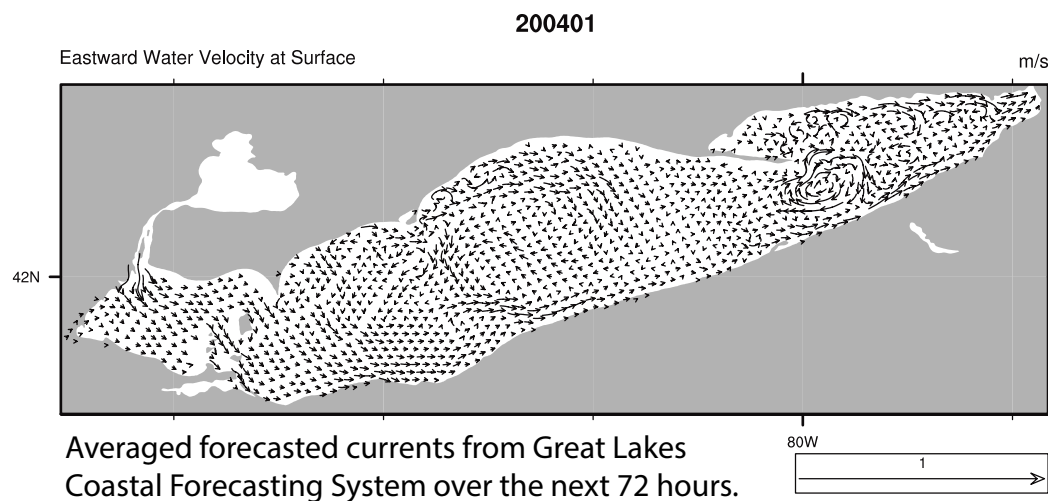 200401
Eastward Water Velocity at Surface
m/s
42N
80W
1
Averaged forecasted currents from Great Lakes
Coastal Forecasting System over the next 72 hours.